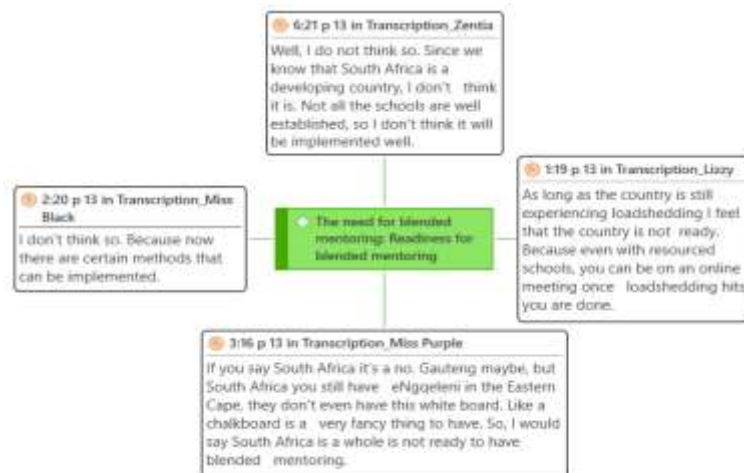 6:21 p 13 in Transcription_Zentia
Well, I do not think so. Since we
know that South Africa is a
developing country, I don't think
it is. Not all the schools are well
established, so I don't think it will
be implemented well.
2:20 p 13 in Transcription_Miss
Black
I don't think so. Because now
there are certain methods that
can be implemented.
The need for blended
mentoring: Readiness for
blended mentoring
1:19 p 13 in Transcription_Lizzy
As long as the country is still
experiencing loadshedding I feel
that the country is not ready.
Because even with resourced
schools, you can be on an online
meeting once loadshedding hits
you are done.
3:16 p 13 in Transcription_Miss Purple
If you say South Africa it's a no. Gauteng maybe, but
South Africa you still have eNgqeleni in the Eastern
Cape, they don't even have this white board. Like a
chalkboard is a very fancy thing to have. So, I would
say South Africa is a whole is not ready to have
blended mentoring.